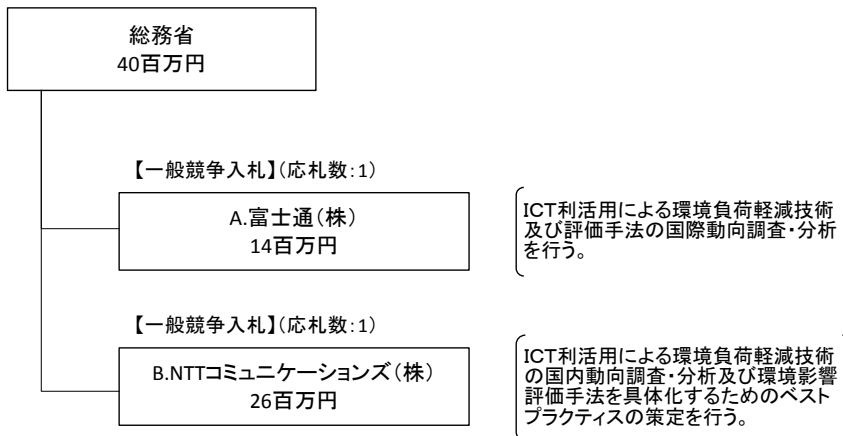 総務省
40百万円
【一般競争入札】(応札数:1)
A.富士通(株)
14百万円
ICT利活用による環境負荷軽減技術
及び評価手法の国際動向調査・分析
を行う。
【一般競争入札】(応札数:1)
B.NTTコミュニケーションズ(株)
26百万円
ICT利活用による環境負荷軽減技術
の国内動向調査・分析及び環境影響
評価手法を具体化するためのベスト
プラクティスの策定を行う。